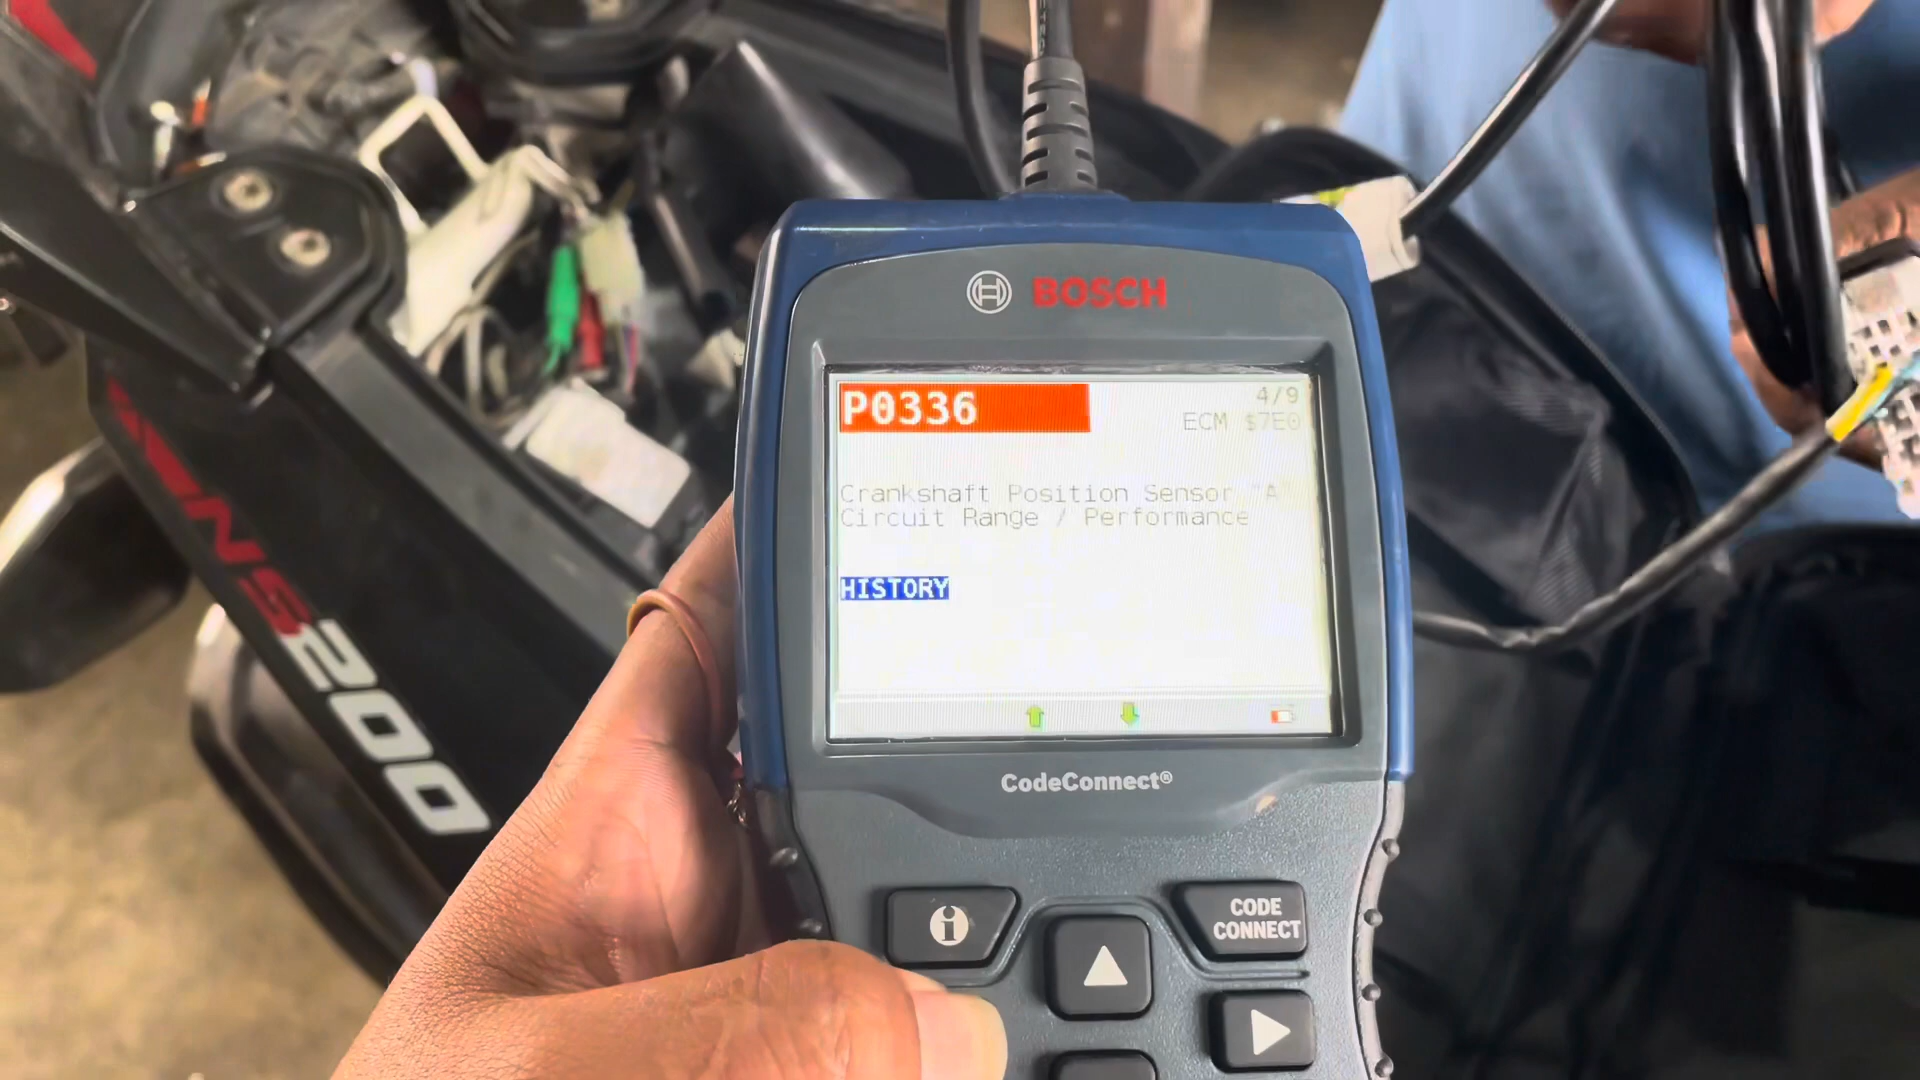 BOSCH
P0336
4/9
ECM $7E0
Crankshaft Position Sensor "A"
Circuit Range / Performance
HISTORY
CodeConnect®
i
CODE
CONNECT
NS200